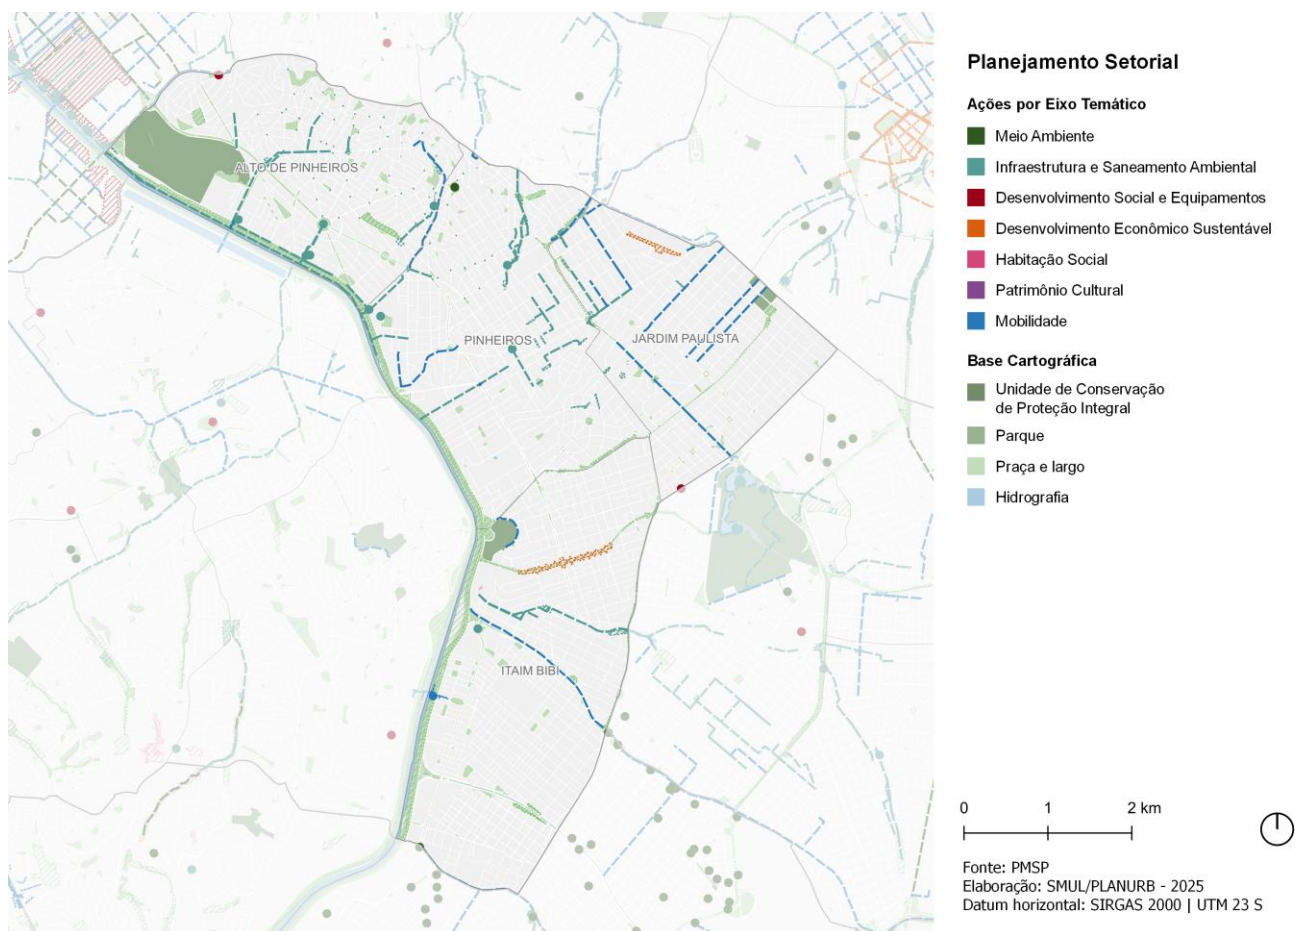 ALTO DE PINHEIROS
PINHEIROS
JARDIM PAULISTA
ITAIM BIBI
Planejamento Setorial
Ações por Eixo Temático
Meio Ambiente
Infraestrutura e Saneamento Ambiental
Desenvolvimento Social e Equipamentos
Desenvolvimento Econômico Sustentável
Habitação Social
Patrimônio Cultural
Mobilidade
Base Cartográfica
Unidade de Conservação
de Proteção Integral
Parque
Praça e largo
Hidrografia
0 1 2 km
Fonte: PMSP
Elaboração: SMUL/PLANURB - 2025
Datum horizontal: SIRGAS 2000 | UTM 23 S